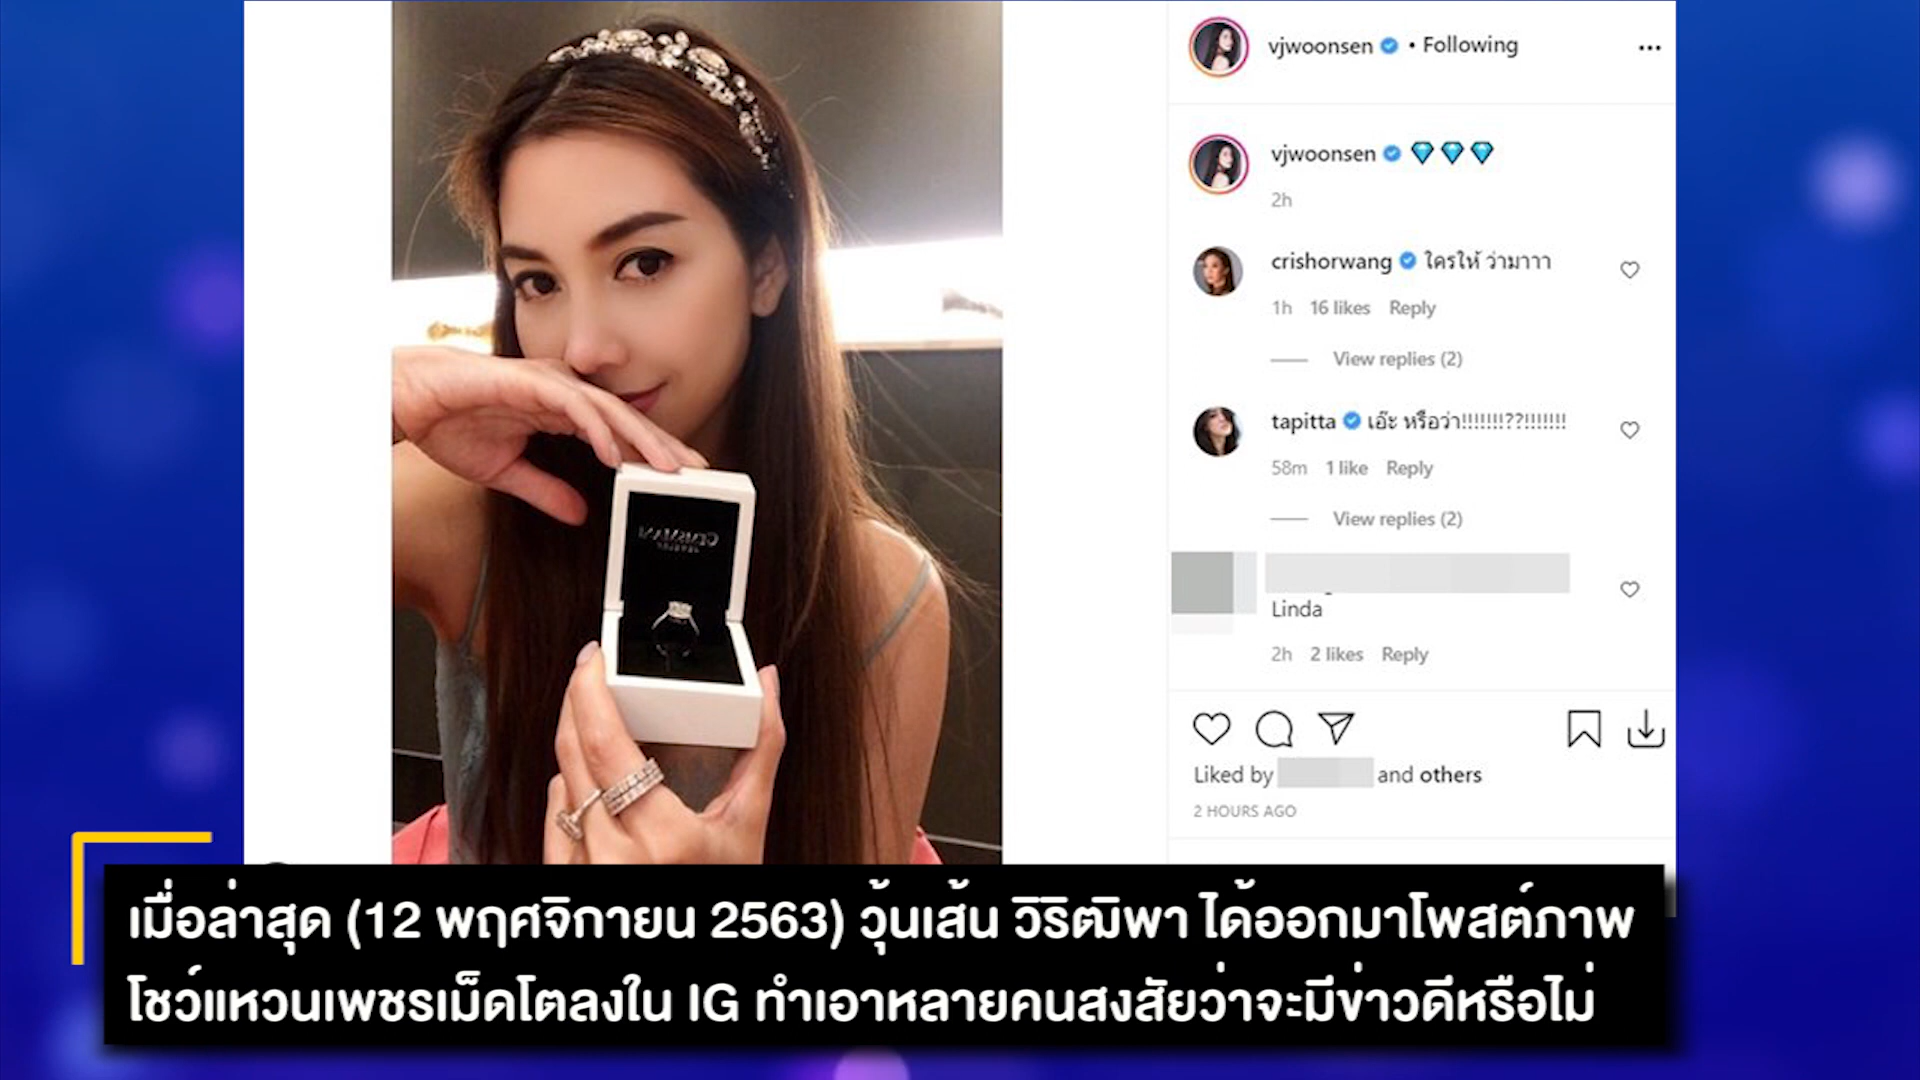 vjwoonsen • Following
vjwoonsen 💎💎💎
2h
crishorwang ใครให้ ว่ามาาา
1h 16 likes Reply
View replies (2)
tapitta เอ๊ะ หรือว่า!!!!!!!??!!!!!!!
58m 1 like Reply
View replies (2)
Linda
2h 2 likes Reply
Liked by and others
2 HOURS AGO
GEMSMANI
JEWELRY
เมื่อล่าสุด (12 พฤศจิกายน 2563) วุ้นเส้น วิริฒิพา ได้ออกมาโพสต์ภาพ
โชว์แหวนเพชรเม็ดโตลงใน IG ทำเอาหลายคนสงสัยว่าจะมีข่าวดีหรือไม่